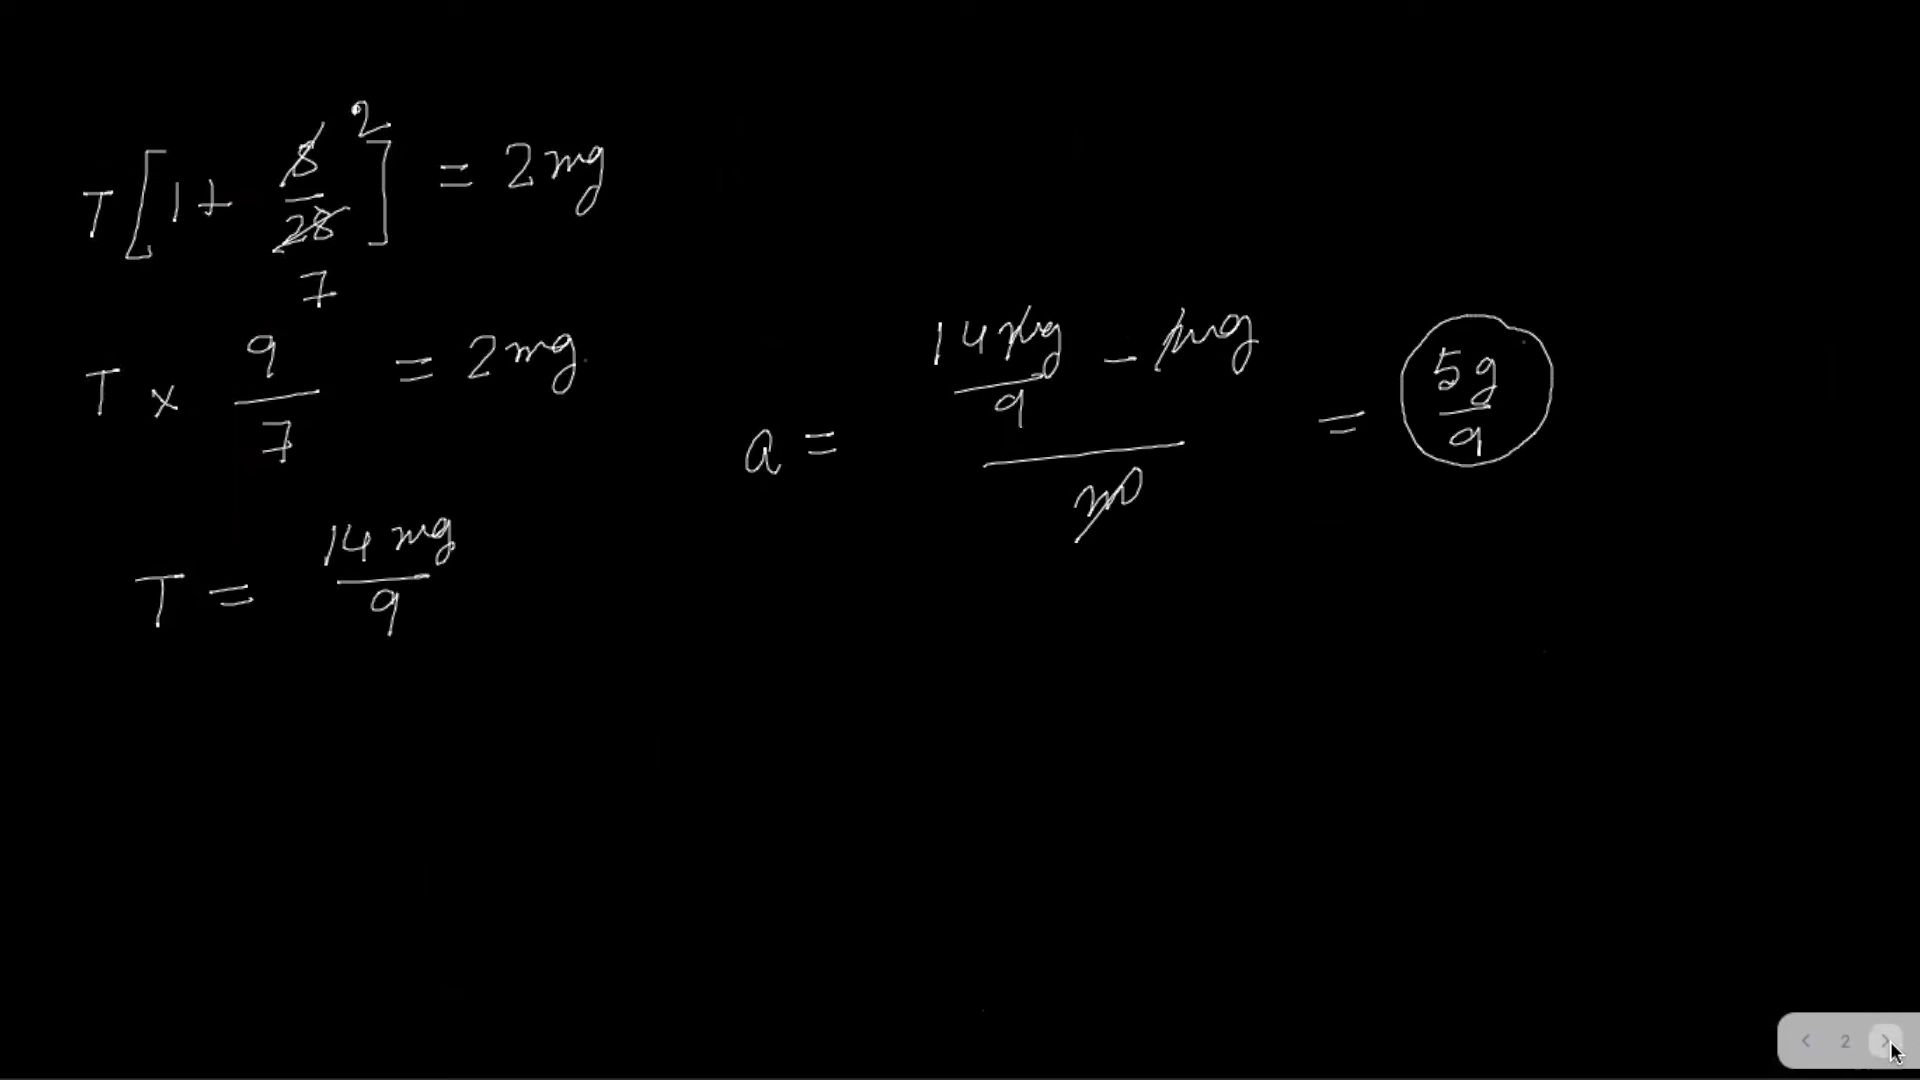 T[1 + 8/28] = 2mg
2
7
T × 9/7 = 2mg
T = 14mg/9
a = (14mg/9 - mg)/m = 5g/9
2